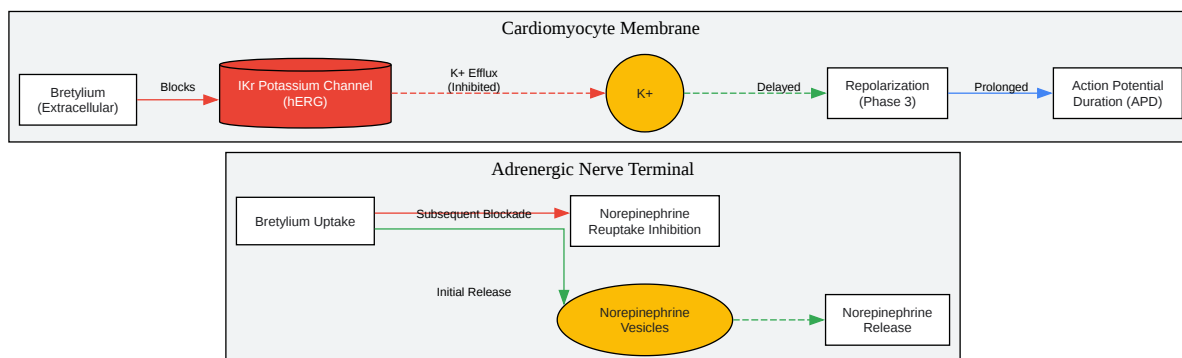 Cardiomyocyte Membrane
Bretylium
(Extracellular)
Blocks
IKr Potassium Channel
(hERG)
K+ Efflux
(Inhibited)
K+
Delayed
Repolarization
(Phase 3)
Prolonged
Action Potential
Duration (APD)
Adrenergic Nerve Terminal
Bretylium Uptake
Subsequent Blockade
Norepinephrine
Reuptake Inhibition
Initial Release
Norepinephrine
Vesicles
Norepinephrine
Release